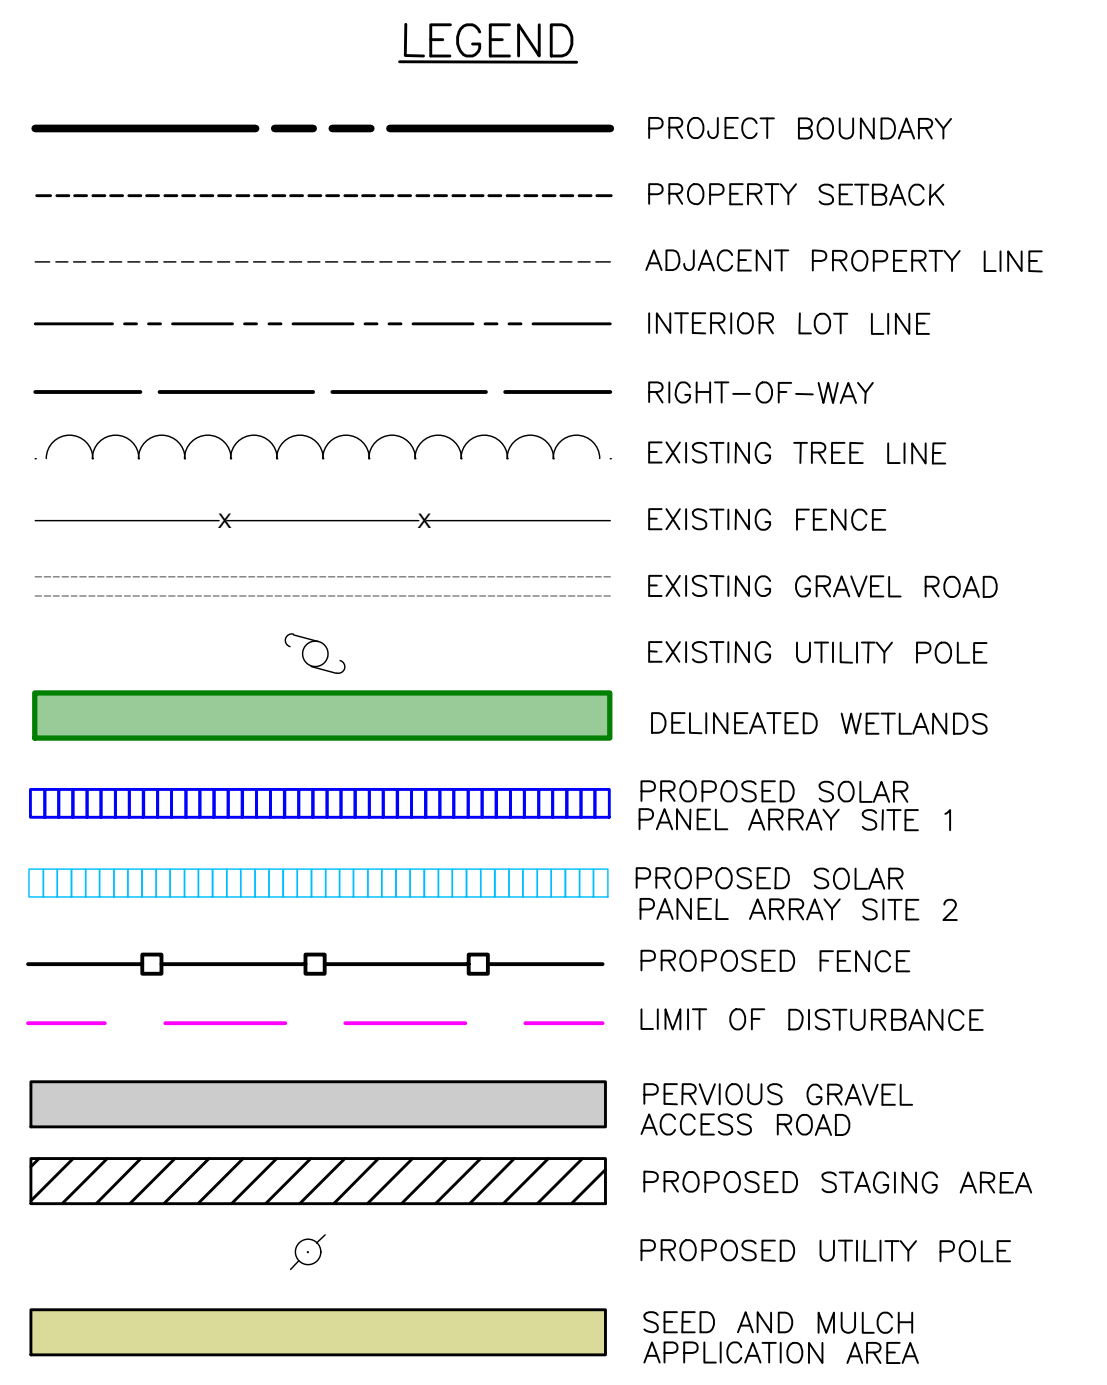 LEGEND
PROJECT BOUNDARY
PROPERTY SETBACK
ADJACENT PROPERTY LINE
INTERIOR LOT LINE
RIGHT-OF-WAY
EXISTING TREE LINE
X X
EXISTING FENCE
EXISTING GRAVEL ROAD
EXISTING UTILITY POLE
DELINEATED WETLANDS
PROPOSED SOLAR
PANEL ARRAY SITE 1
PROPOSED SOLAR
PANEL ARRAY SITE 2
PROPOSED FENCE
LIMIT OF DISTURBANCE
PERVIOUS GRAVEL
ACCESS ROAD
PROPOSED STAGING AREA
PROPOSED UTILITY POLE
SEED AND MULCH
APPLICATION AREA